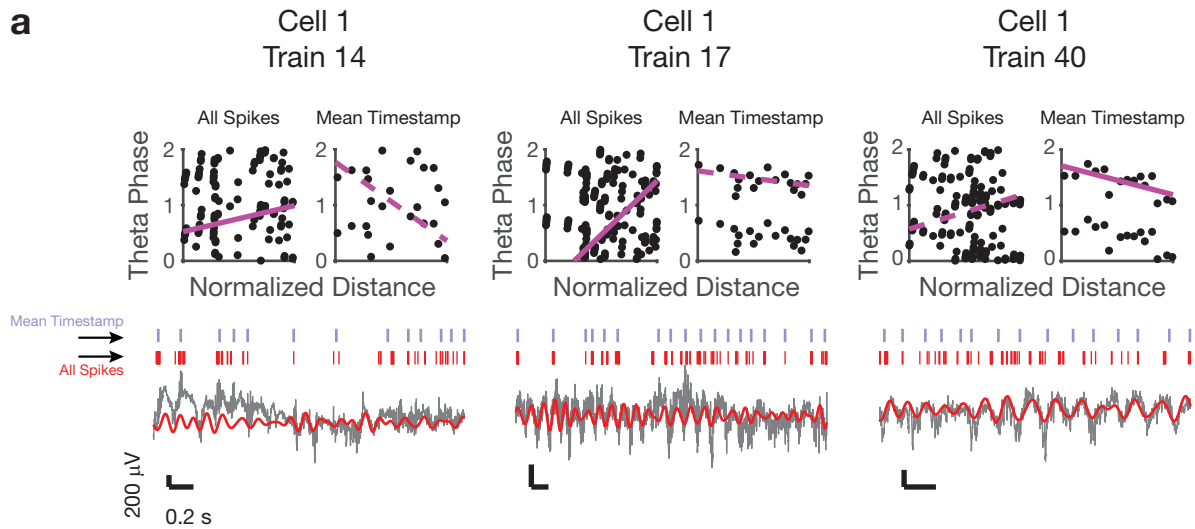 a
Cell 1
Train 14
Cell 1
Train 17
Cell 1
Train 40
All Spikes
Mean Timestamp
All Spikes
Mean Timestamp
All Spikes
Mean Timestamp
Theta Phase
2
1
0
2
1
0
Theta Phase
2
1
0
2
1
0
Theta Phase
2
1
0
2
1
0
Normalized Distance
Normalized Distance
Normalized Distance
Mean Timestamp
All Spikes
200 µV
0.2 s